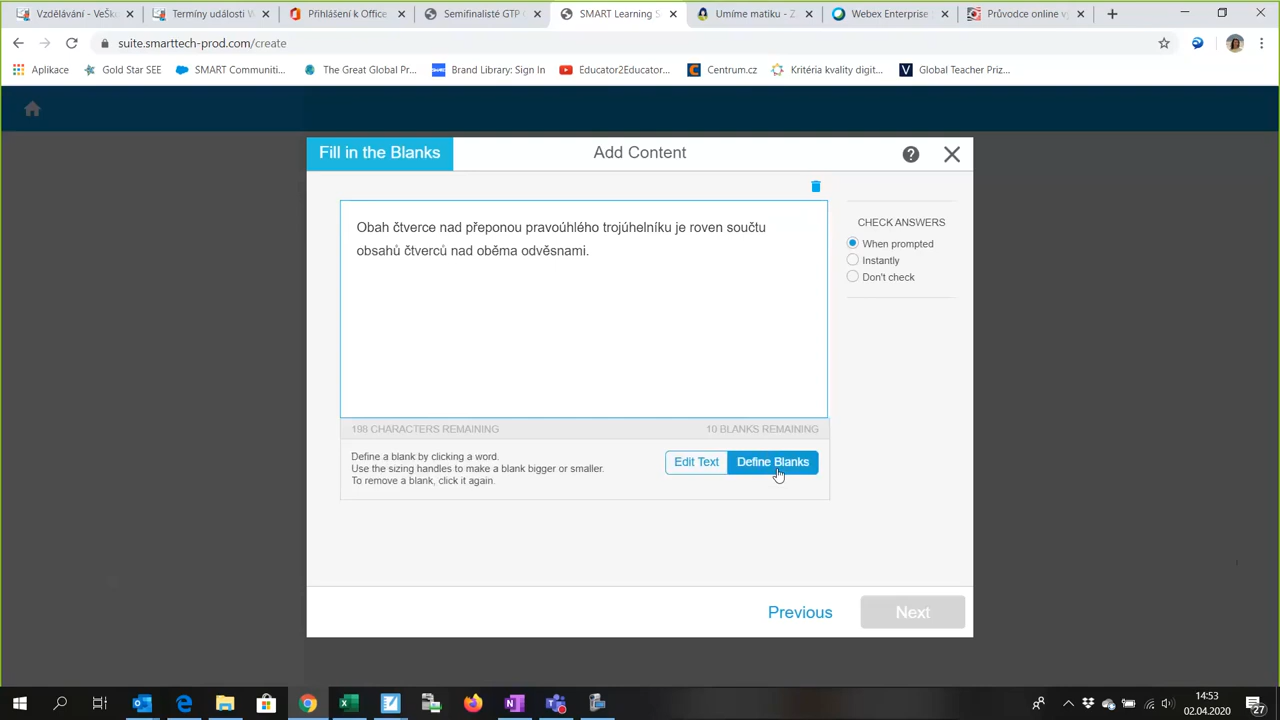 Vzdělávání - VeŠk
Termíny události W
Přihlášení k Office
Semifinalisté GTP
SMART Learning S
Umíme matiku - Z
Webex Enterprise
Průvodce online vý
suite.smarttech-prod.com/create
Aplikace
Gold Star SEE
SMART Communiti...
The Great Global Pr...
Brand Library: Sign In
Educator2Educator...
Centrum.cz
Kritéria kvality digit...
Global Teacher Priz...
Fill in the Blanks
Add Content
Obah čtverce nad přeponou pravoúhlého trojúhelníku je roven součtu
obsahů čtverců nad oběma odvěsnami.
CHECK ANSWERS
When prompted
Instantly
Don't check
198 CHARACTERS REMAINING
10 BLANKS REMAINING
Define a blank by clicking a word.
Use the sizing handles to make a blank bigger or smaller.
To remove a blank, click it again.
Edit Text
Define Blanks
Previous
Next
14:53
02.04.2020
27